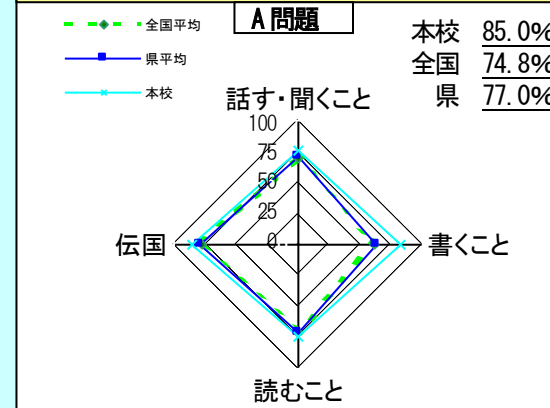 A問題
全国平均
県平均
本校
本校 85.0%
全国 74.8%
県 77.0%
話す・聞くこと
100
75
50
25
0
伝国
書くこと
読むこと